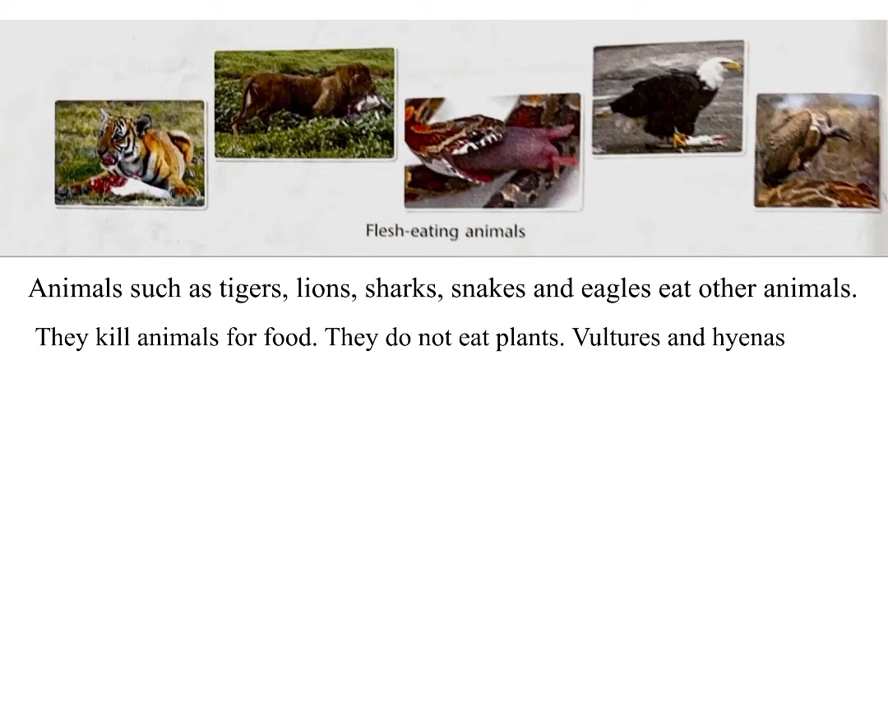 Flesh-eating animals
Animals such as tigers, lions, sharks, snakes and eagles eat other animals.
They kill animals for food. They do not eat plants. Vultures and hyenas